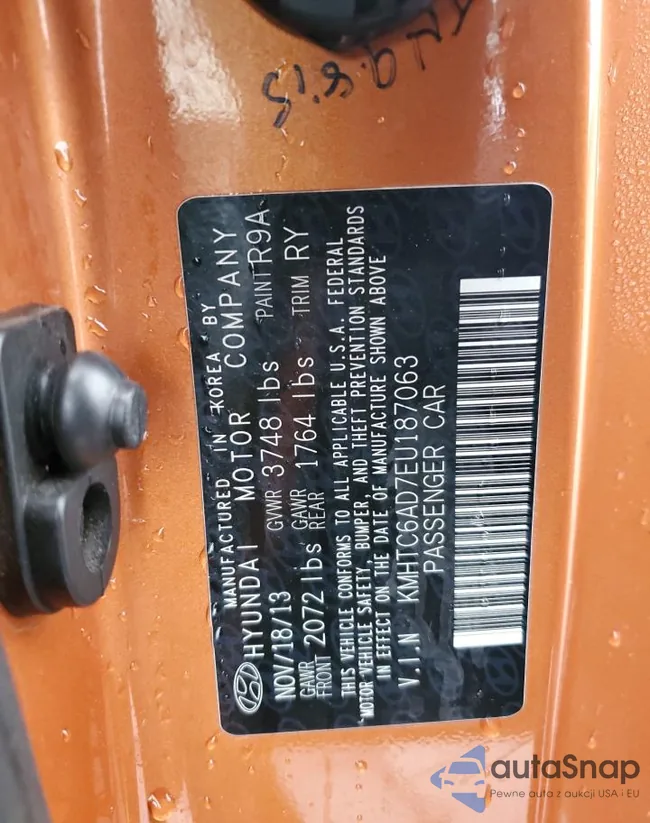 MANUFACTURED IN KOREA BY
HYUNDAI MOTOR COMPANY
NOV/18/13 GVWR 3748 lbs PAINT R9A
GAWR FRONT 2072 lbs GAWR REAR 1764 lbs TRIM RY
THIS VEHICLE CONFORMS TO ALL APPLICABLE U.S.A. FEDERAL
MOTOR VEHICLE SAFETY, BUMPER, AND THEFT PREVENTION STANDARDS
IN EFFECT ON THE DATE OF MANUFACTURE SHOWN ABOVE
V.I.N KMHTC6AD7EU187063
PASSENGER CAR
autoSnap
Pewne auta z aukcji USA i EU